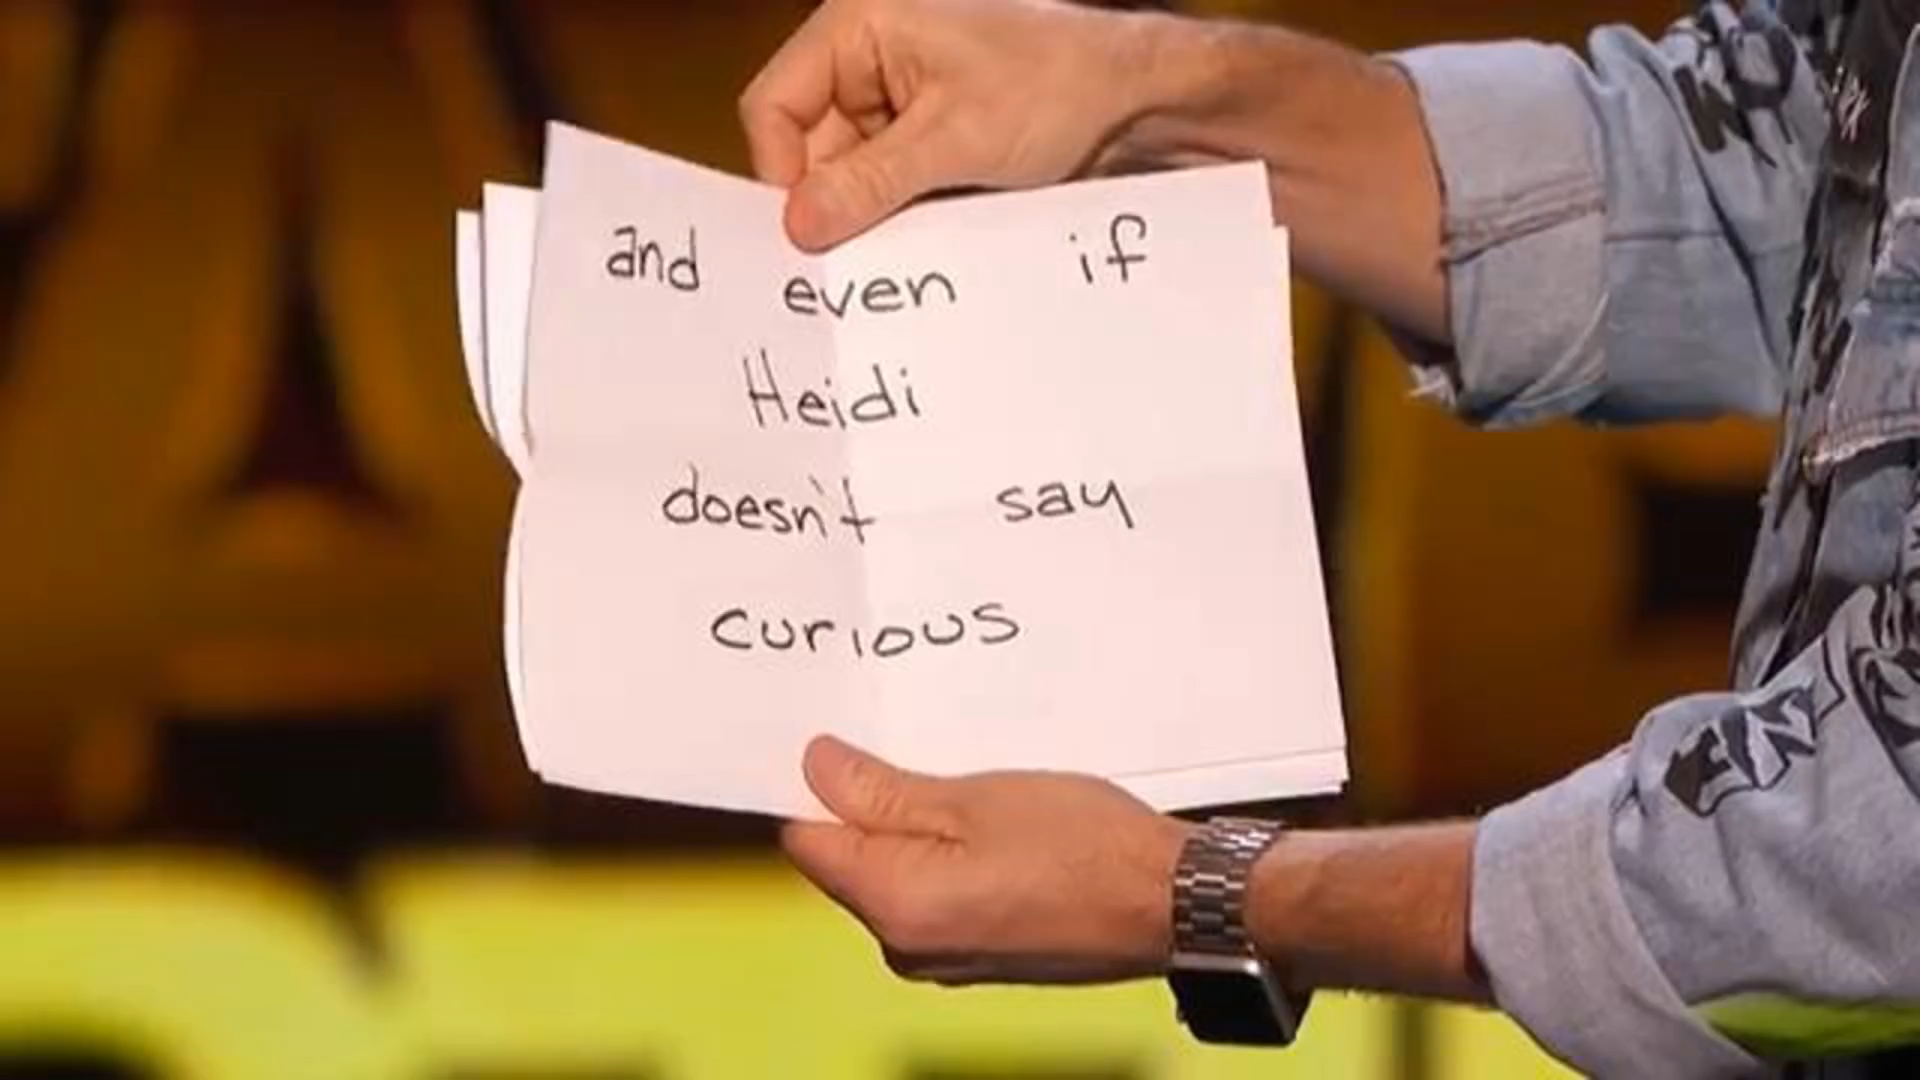 and even if
Heidi
doesn't say
curious